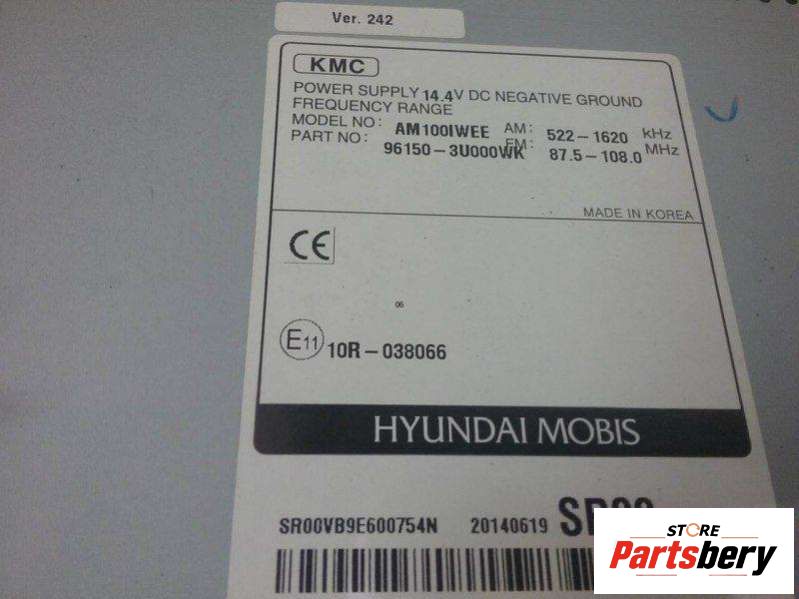 Ver. 242
KMC
POWER SUPPLY 14.4V DC NEGATIVE GROUND
FREQUENCY RANGE
MODEL NO: AM100IWEE AM: 522-1620 kHz
PART NO: 96150-3U000WK FM: 87.5-108.0 MHz
MADE IN KOREA
CE
06
E11 10R-038066
HYUNDAI MOBIS
SR00VB9E600754N 20140619
STORE
Partsbery